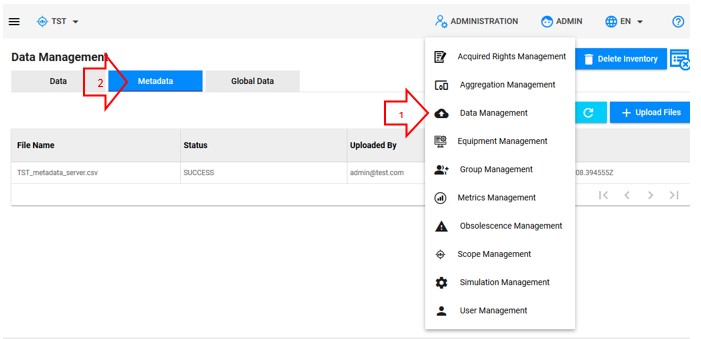 TST
ADMINISTRATION
ADMIN
EN
?
Data Management
Acquired Rights Management
Delete Inventory
Data
2
Metadata
Global Data
Aggregation Management
1
Data Management
+ Upload Files
File Name
Status
Uploaded By
Equipment Management
TST_metadata_server.csv
SUCCESS
admin@test.com
Group Management
08.394555Z
Metrics Management
Obsolescence Management
Scope Management
Simulation Management
User Management